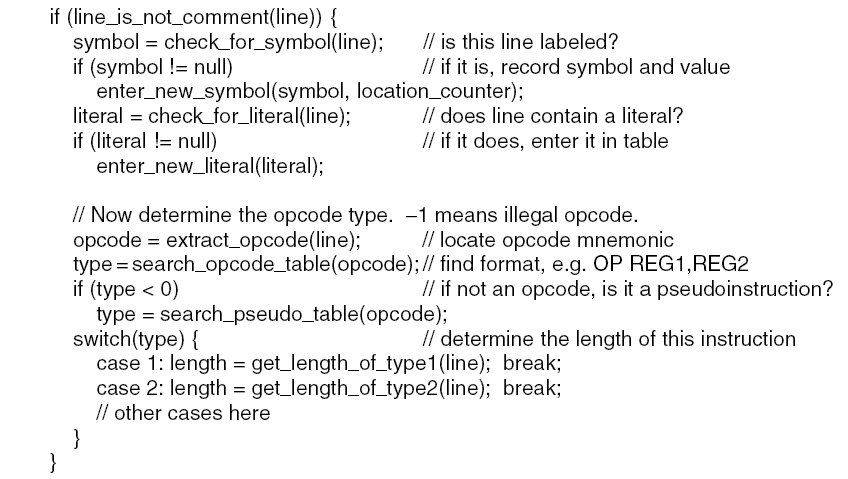 if (line_is_not_comment(line)) {
symbol = check_for_symbol(line); // is this line labeled?
if (symbol != null) // if it is, record symbol and value
enter_new_symbol(symbol, location_counter);
literal = check_for_literal(line); // does line contain a literal?
if (literal != null) // if it does, enter it in table
enter_new_literal(literal);
// Now determine the opcode type. –1 means illegal opcode.
opcode = extract_opcode(line); // locate opcode mnemonic
type = search_opcode_table(opcode); // find format, e.g. OP REG1,REG2
if (type < 0) // if not an opcode, is it a pseudoinstruction?
type = search_pseudo_table(opcode);
switch(type) { // determine the length of this instruction
case 1: length = get_length_of_type1(line); break;
case 2: length = get_length_of_type2(line); break;
// other cases here
}
}